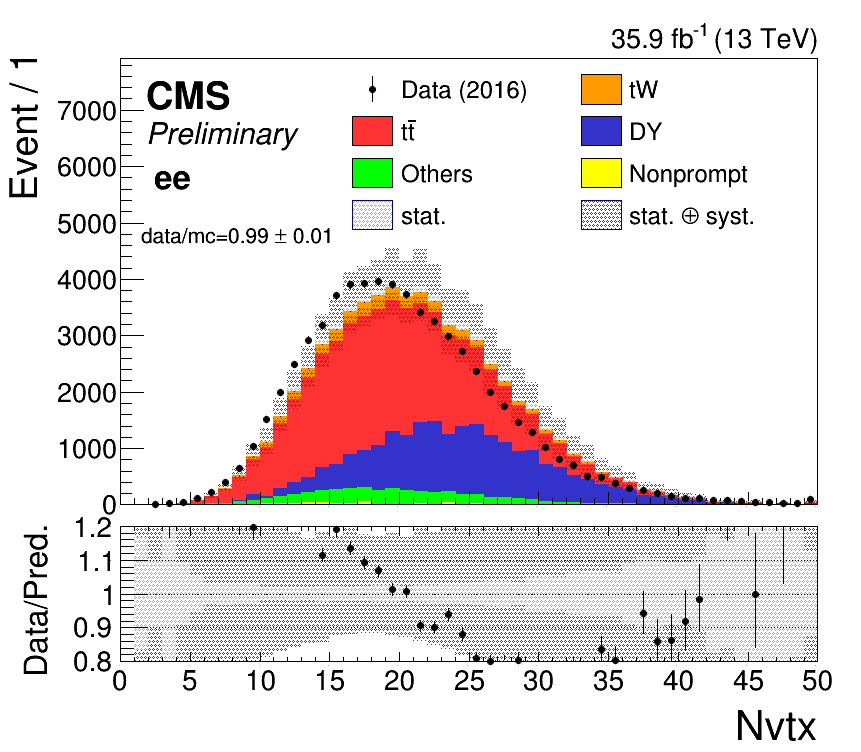 35.9 fb⁻¹ (13 TeV)
Event / 1
CMS
Preliminary
ee
data/mc=0.99 ± 0.01
Data (2016)
tW
tt̄
DY
Others
Nonprompt
stat.
stat. ⊕ syst.
7000
6000
5000
4000
3000
2000
1000
0
Data/Pred.
1.2
1.1
1
0.9
0.8
0 5 10 15 20 25 30 35 40 45 50
Nvtx